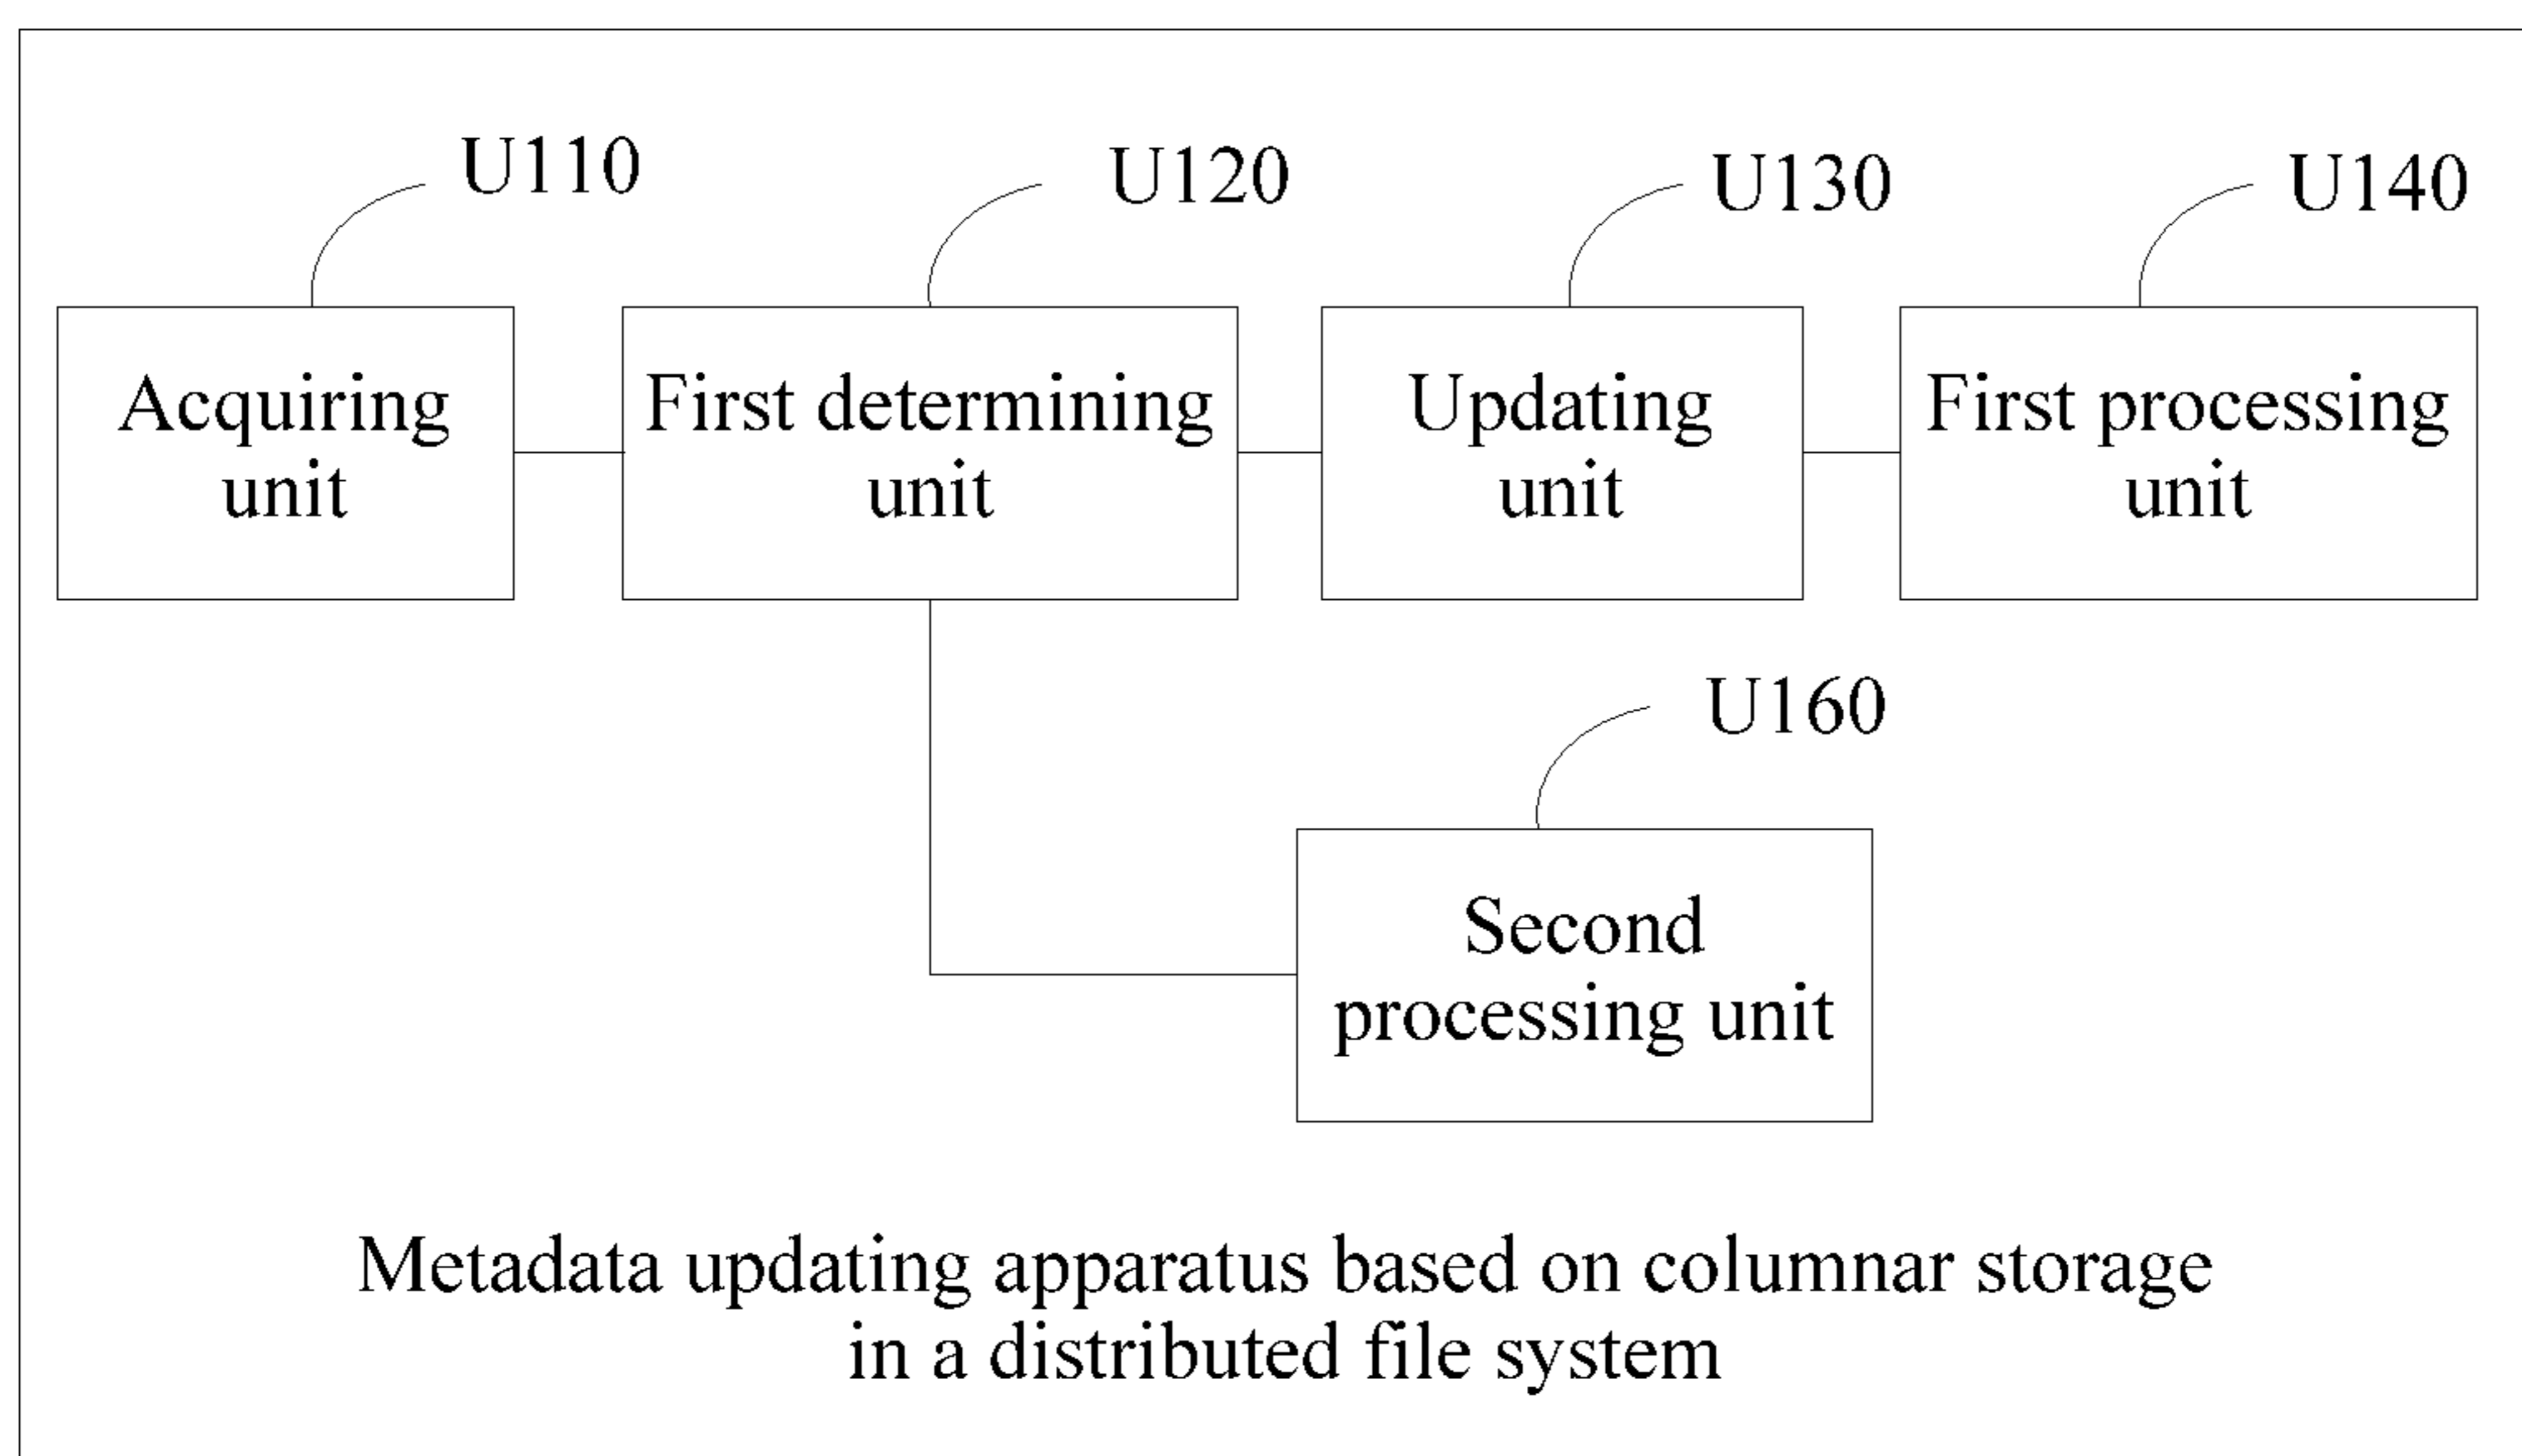 U110
U120
U130
U140
Acquiring
unit
First determining
unit
Updating
unit
First processing
unit
U160
Second
processing unit
Metadata updating apparatus based on columnar storage
in a distributed file system